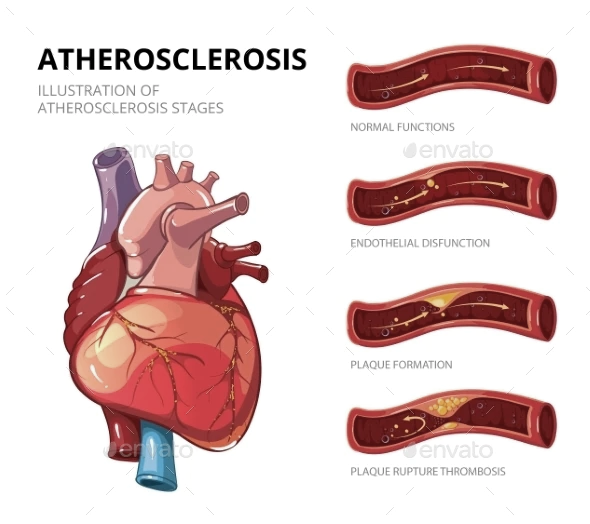 ATHEROSCLEROSIS
ILLUSTRATION OF
ATHEROSCLEROSIS STAGES
NORMAL FUNCTIONS
ENDOTHELIAL DISFUNCTION
PLAQUE FORMATION
PLAQUE RUPTURE THROMBOSIS
envato
envato
envato
envato
envato
envato